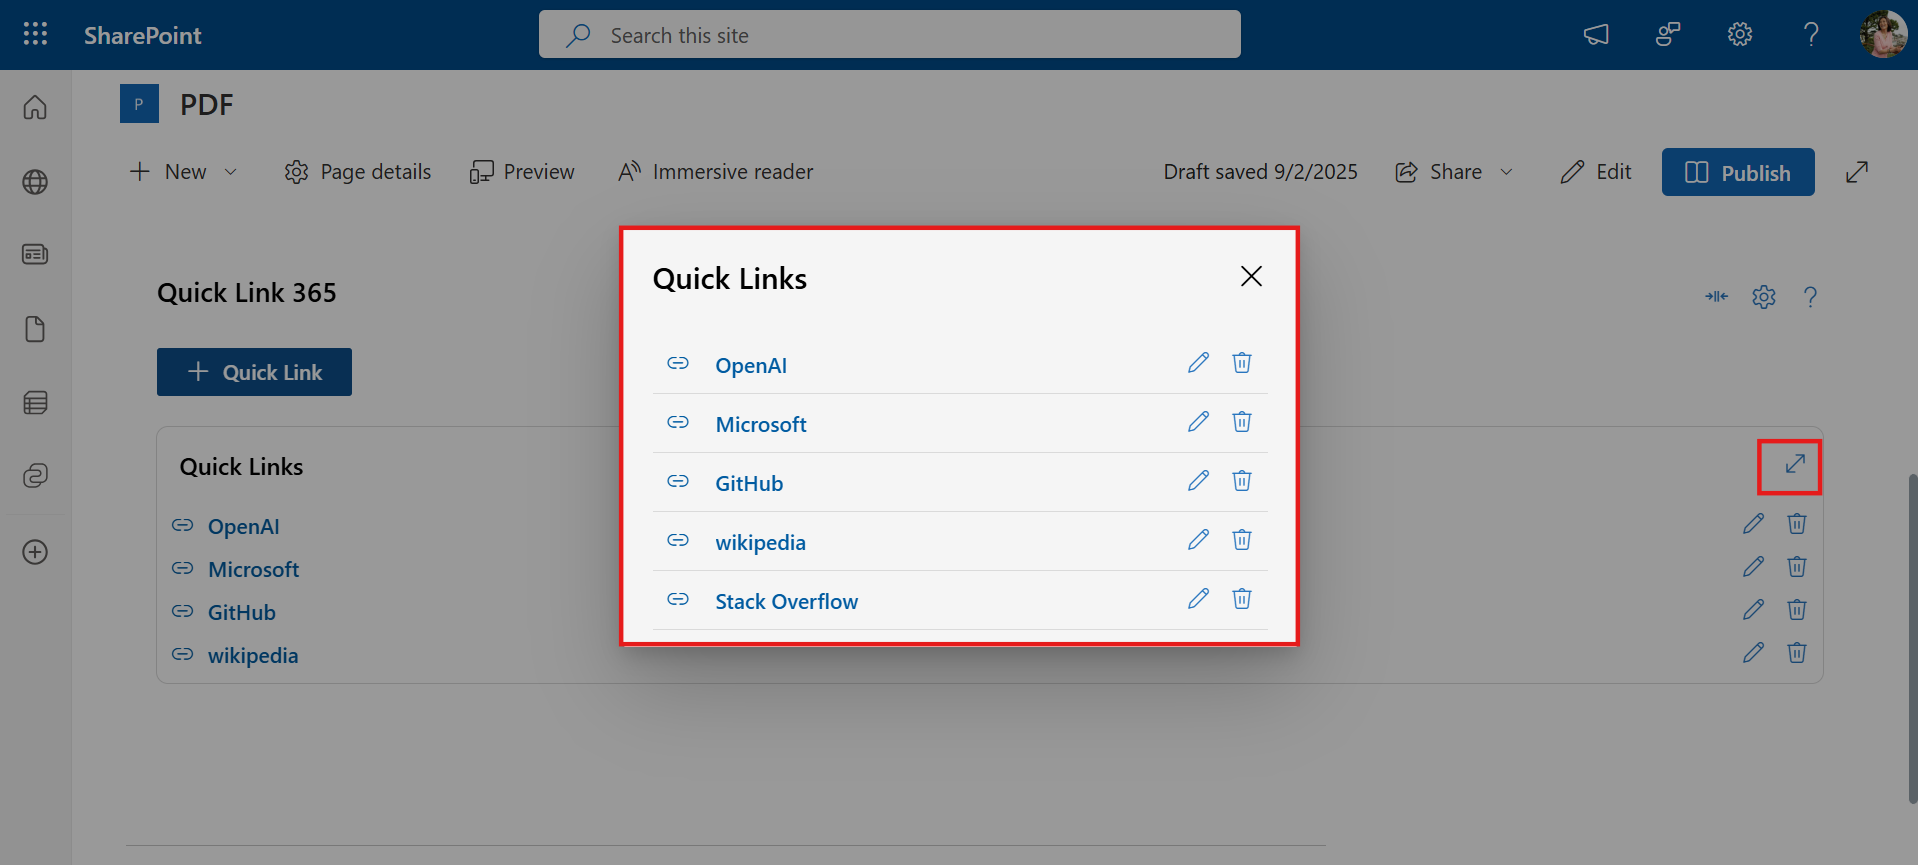 SharePoint
Search this site
P
PDF
New
Page details
Preview
Immersive reader
Draft saved 9/2/2025
Share
Edit
Publish
Quick Link 365
Quick Link
Quick Links
OpenAI
Microsoft
GitHub
wikipedia
Quick Links
OpenAI
Microsoft
GitHub
wikipedia
Stack Overflow